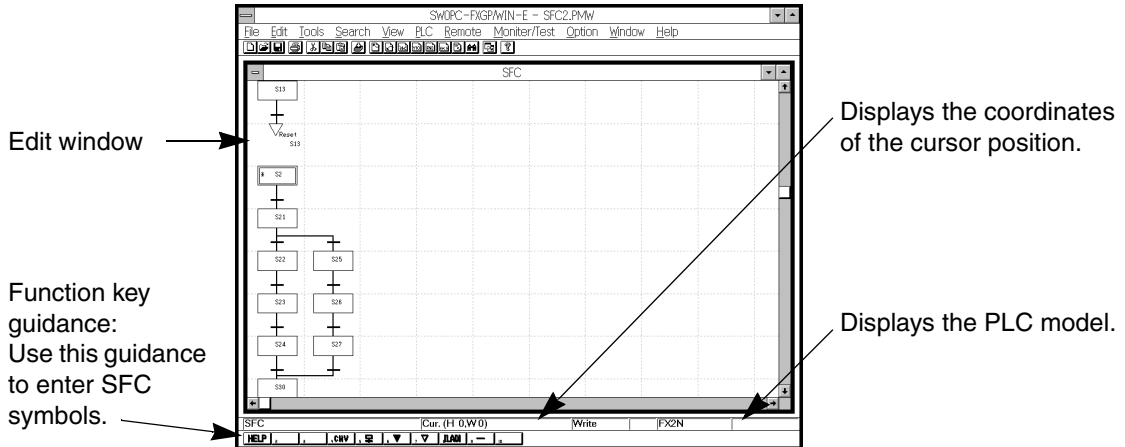 SW0PC-FXGP/WIN-E - SFC2.PMW
File Edit Tools Search View PLC Remote Moniter/Test Option Window Help
SFC
S13
Reset
S13
S2
S21
S22 S25
S23 S26
S24 S27
S30
SFC Cur. (H 0,W 0) Write FX2N
HELP .CNV
Edit window
Function key
guidance:
Use this guidance
to enter SFC
symbols.
Displays the coordinates
of the cursor position.
Displays the PLC model.